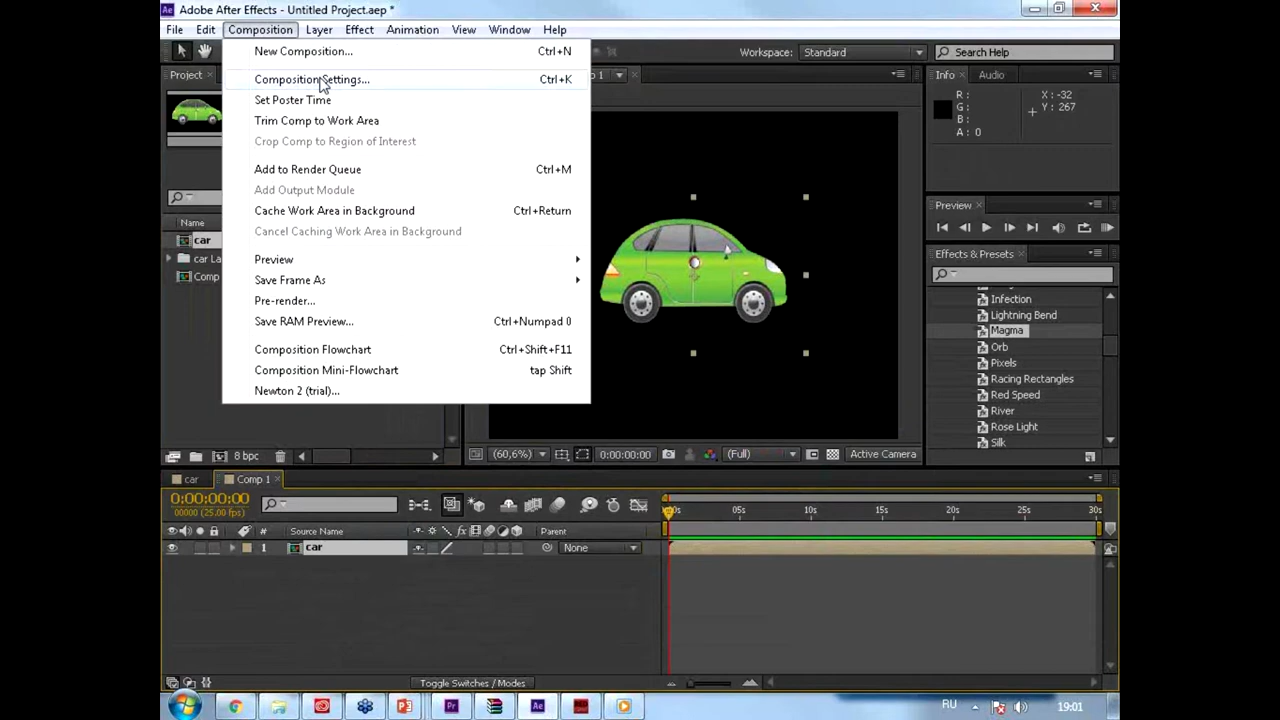 Adobe After Effects - Untitled Project.aep *
File Edit Composition Layer Effect Animation View Window Help
Workspace: Standard
Search Help
New Composition... Ctrl+N
Composition Settings... Ctrl+K
Set Poster Time
Trim Comp to Work Area
Crop Comp to Region of Interest
Add to Render Queue Ctrl+M
Add Output Module
Cache Work Area in Background Ctrl+Return
Cancel Caching Work Area in Background
Preview
Save Frame As
Pre-render...
Save RAM Preview... Ctrl+Numpad 0
Composition Flowchart Ctrl+Shift+F11
Composition Mini-Flowchart tap Shift
Newton 2 (trial)...
Project
Name
car
car La
Comp
8 bpc
1
(60,6%)
0:00:00:00
(Full)
Active Camera
Info Audio
R :
G :
B :
A : 0
X : -32
Y : 267
Preview
Effects & Presets
Infection
Lightning Bend
Magma
Orb
Pixels
Racing Rectangles
Red Speed
River
Rose Light
Silk
car
Comp 1
0:00:00:00
00000 (25.00 fps)
05s 10s 15s 20s 25s 30s
# Source Name
fx
Parent
1 car
None
Toggle Switches / Modes
Pr
Ae
RU
19:01